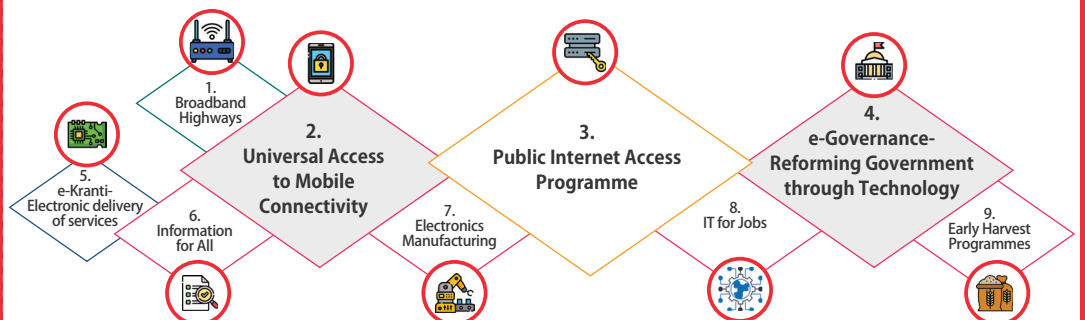 1.
Broadband
Highways
2.
Universal Access
to Mobile
Connectivity
3.
Public Internet Access
Programme
4.
e-Governance-
Reforming Government
through Technology
5.
e-Kranti-
Electronic delivery
of services
6.
Information
for All
7.
Electronics
Manufacturing
8.
IT for Jobs
9.
Early Harvest
Programmes